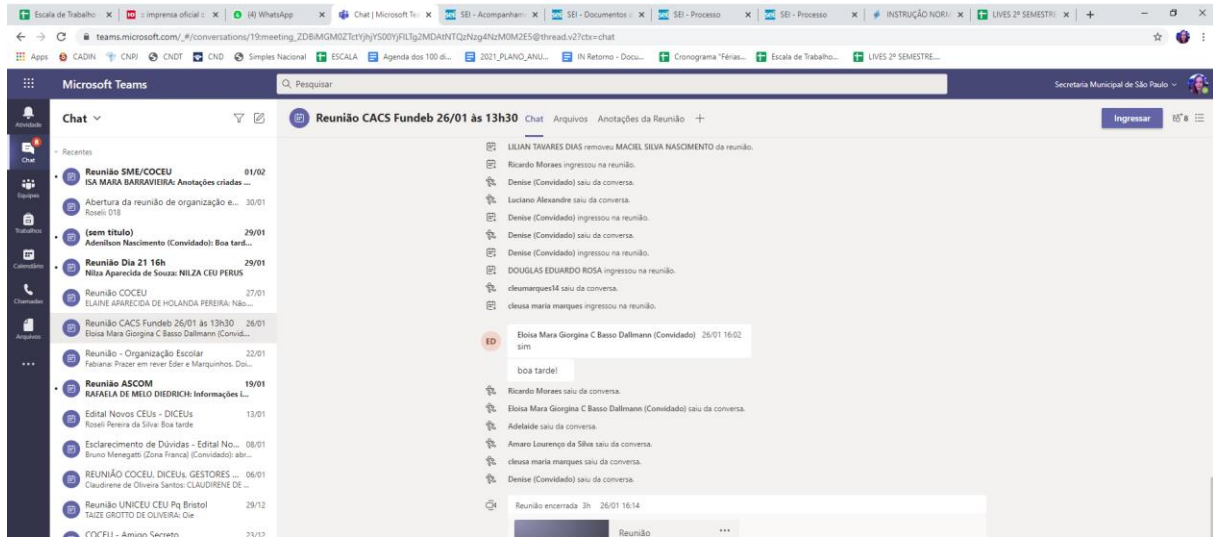 Escala de Trabalho
imprensa oficial
(4) WhatsApp
Chat | Microsoft Te
SEI - Acompanham
SEI - Documentos
SEI - Processo
SEI - Processo
INSTRUÇÃO NORM
LIVES 2º SEMESTRE
Apps
CADIN
CNPJ
CNDT
CND
Simples Nacional
ESCALA
Agenda dos 100 di...
2021_PLANO_ANU...
IN Retorno - Docu...
Cronograma "Férias...
Escala de Trabalho...
LIVES 2º SEMESTRE....
Microsoft Teams
Pesquisar
Secretaria Municipal de São Paulo
Atividade
Chat
Equipes
Trabalhos
Calendário
Chamadas
Arquivos
Chat
Recentes
Reunião SME/COCEU 01/02
ISA MARA BARRAVIEIRA: Anotações criadas ...
Abertura da reunião de organização e... 30/01
Roseli: 018
(sem título) 29/01
Adenilson Nascimento (Convidado): Boa tard...
Reunião Dia 21 16h 29/01
Nilza Aparecida de Souza: NILZA CEU PERUS
Reunião COCEU 27/01
ELAINE APARECIDA DE HOLANDA PEREIRA: Não...
Reunião CACS Fundeb 26/01 às 13h30 26/01
Eloisa Mara Giorgina C Basso Dallmann (Convid...
Reunião - Organização Escolar 22/01
Fabiana: Prazer em rever Eder e Marquinhos. Doi...
Reunião ASCOM 19/01
RAFAELA DE MELO DIEDRICH: Informações i...
Edital Novos CEUs - DICEUs 13/01
Roseli Pereira da Silva: Boa tarde
Esclarecimento de Dúvidas - Edital No... 08/01
Bruno Menegatti (Zona Franca) (Convidado): abr...
REUNIÃO COCEU, DICEUs, GESTORES ... 06/01
Claudirene de Oliveira Santos: CLAUDIRENE DE ...
Reunião UNICEU CEU Pq Bristol 29/12
TAIZE GROTTO DE OLIVEIRA: Oie
COCEU - Amigo Secreto 23/12
Reunião CACS Fundeb 26/01 às 13h30 Chat Arquivos Anotações da Reunião
Ingressar
8
LILIAN TAVARES DIAS removeu MACIEL SILVA NASCIMENTO da reunião.
Ricardo Moraes ingressou na reunião.
Denise (Convidado) saiu da conversa.
Luciano Alexandre saiu da conversa.
Denise (Convidado) ingressou na reunião.
Denise (Convidado) saiu da conversa.
Denise (Convidado) ingressou na reunião.
DOUGLAS EDUARDO ROSA ingressou na reunião.
cleumarques14 saiu da conversa.
cleusa maria marques ingressou na reunião.
ED
Eloisa Mara Giorgina C Basso Dallmann (Convidado) 26/01 16:02
sim
boa tarde!
Ricardo Moraes saiu da conversa.
Eloisa Mara Giorgina C Basso Dallmann (Convidado) saiu da conversa.
Adelaide saiu da conversa.
Amaro Lourenço da Silva saiu da conversa.
cleusa maria marques saiu da conversa.
Denise (Convidado) saiu da conversa.
Reunião encerrada 3h 26/01 16:14
Reunião